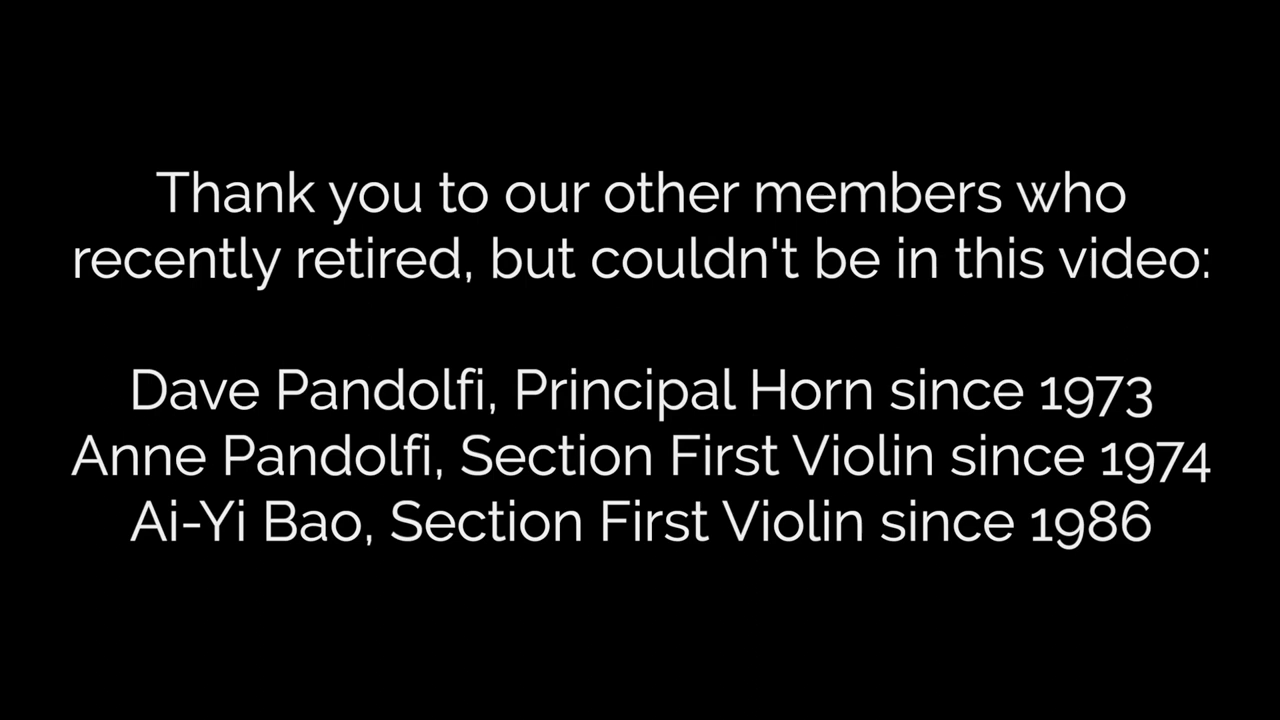 Thank you to our other members who
recently retired, but couldn't be in this video:
Dave Pandolfi, Principal Horn since 1973
Anne Pandolfi, Section First Violin since 1974
Ai-Yi Bao, Section First Violin since 1986